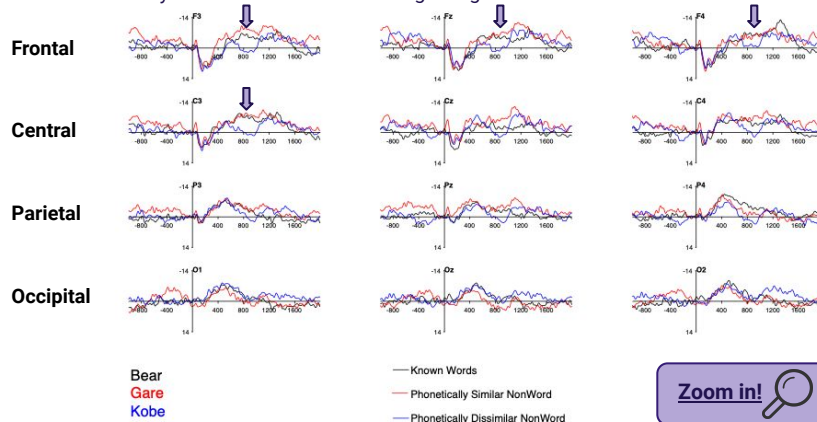 Frontal
Central
Parietal
Occipital
F3
-14
-800 -400 400 800 1200 1600
14
Fz
-14
-800 -400 400 800 1200 1600
14
F4
-14
-800 -400 400 800 1200 1600
14
C3
-14
-800 -400 400 800 1200 1600
14
Cz
-14
-800 -400 400 800 1200 1600
14
C4
-14
-800 -400 400 800 1200 1600
14
P3
-14
-800 -400 400 800 1200 1600
14
Pz
-14
-800 -400 400 800 1200 1600
14
P4
-14
-800 -400 400 800 1200 1600
14
O1
-14
-800 -400 400 800 1200 1600
14
Oz
-14
-800 -400 400 800 1200 1600
14
O2
-14
-800 -400 400 800 1200 1600
14
Bear
Gare
Kobe
Known Words
Phonetically Similar NonWord
Phonetically Dissimilar NonWord
Zoom in!